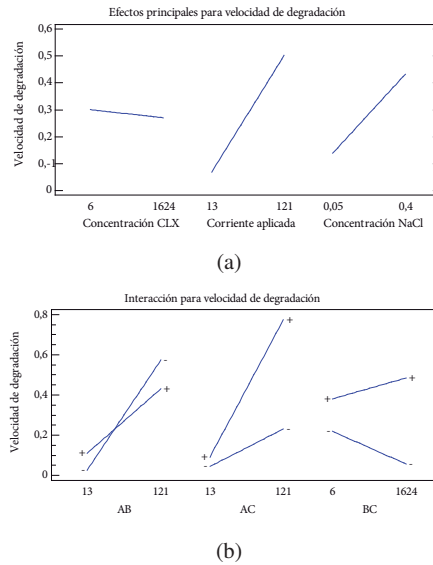 Efectos principales para velocidad de degradación
Velocidad de degradación
0,6
0,5
0,4
0,3
0,2
0,-1
0
6 1624 13 121 0,05 0,4
Concentración CLX Corriente aplicada Concentración NaCl
(a)
Interacción para velocidad de degradación
Velocidad de degradación
0,8
0,6
0,4
0,2
0
+ - - + + - + - + - + -
13 121 13 121 6 1624
AB AC BC
(b)